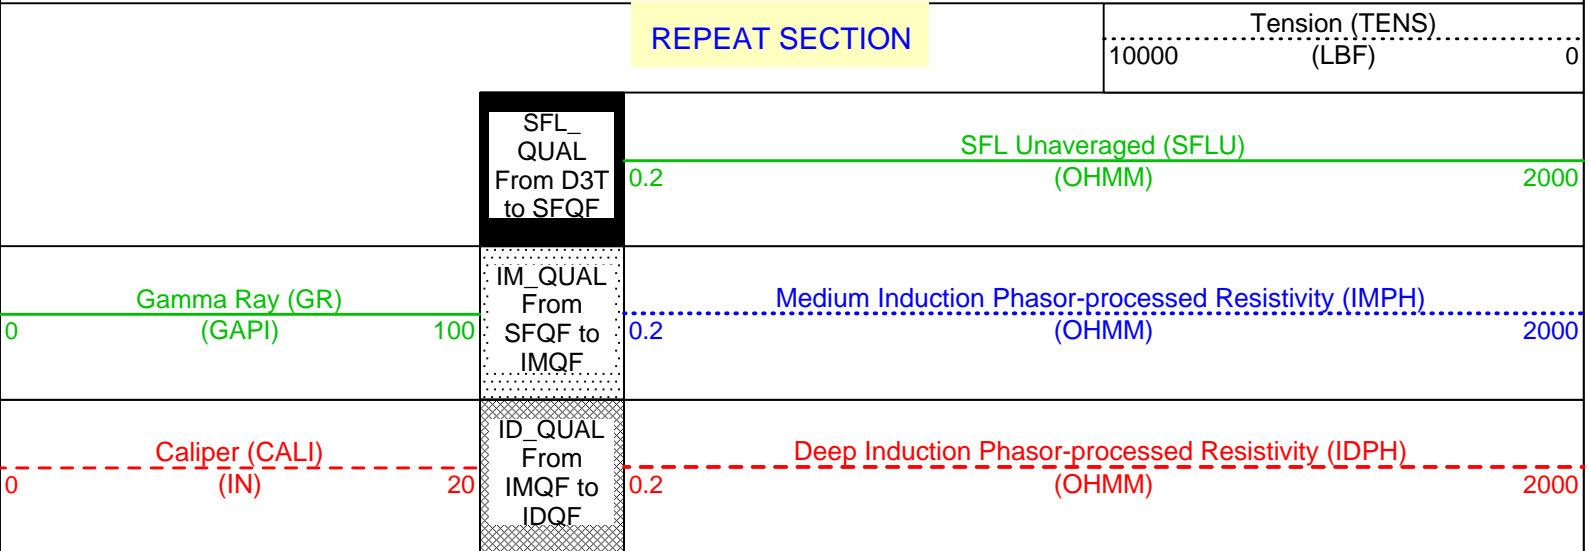 REPEAT SECTION
Tension (TENS)
10000 (LBF) 0
SFL_
QUAL
From D3T
to SFQF
SFL Unaveraged (SFLU)
0.2 (OHMM) 2000
Gamma Ray (GR)
0 (GAPI) 100
IM_QUAL
From
SFQF to
IMQF
Medium Induction Phasor-processed Resistivity (IMPH)
0.2 (OHMM) 2000
Caliper (CALI)
0 (IN) 20
ID_QUAL
From
IMQF to
IDQF
Deep Induction Phasor-processed Resistivity (IDPH)
0.2 (OHMM) 2000